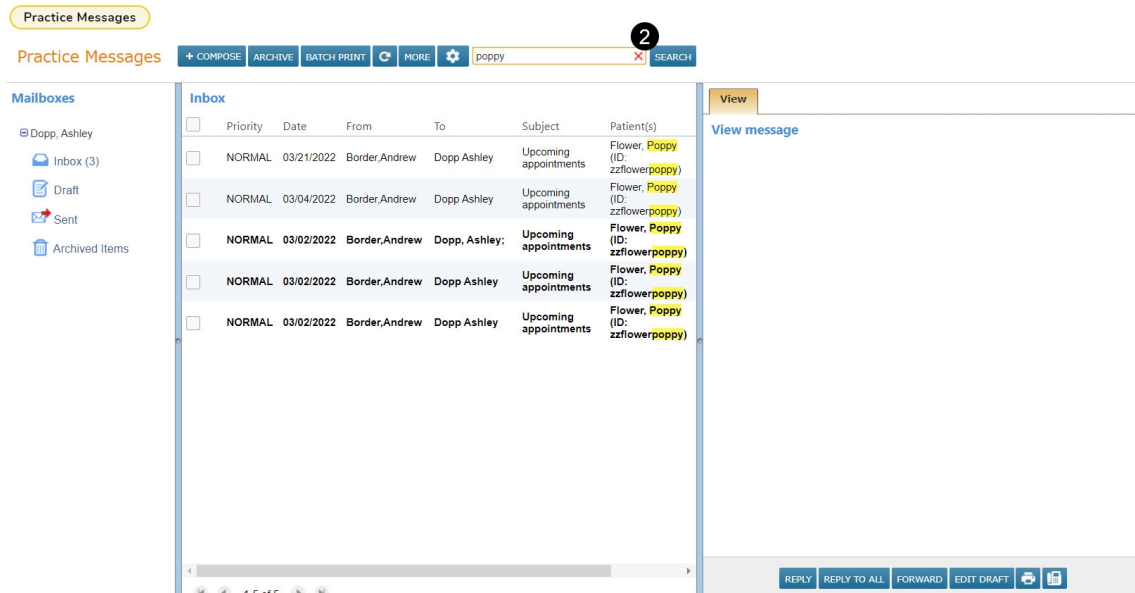 Practice Messages
2
Practice Messages + COMPOSE ARCHIVE BATCH PRINT MORE poppy SEARCH
Mailboxes
Dopp, Ashley
Inbox (3)
Draft
Sent
Archived Items
Inbox
Priority Date From To Subject Patient(s)
NORMAL 03/21/2022 Border,Andrew Dopp Ashley Upcoming appointments Flower, Poppy (ID: zzflowerpoppy)
NORMAL 03/04/2022 Border,Andrew Dopp Ashley Upcoming appointments Flower, Poppy (ID: zzflowerpoppy)
NORMAL 03/02/2022 Border,Andrew Dopp, Ashley; Upcoming appointments Flower, Poppy (ID: zzflowerpoppy)
NORMAL 03/02/2022 Border,Andrew Dopp Ashley Upcoming appointments Flower, Poppy (ID: zzflowerpoppy)
NORMAL 03/02/2022 Border,Andrew Dopp Ashley Upcoming appointments Flower, Poppy (ID: zzflowerpoppy)
1-5 of 5
View
View message
REPLY REPLY TO ALL FORWARD EDIT DRAFT